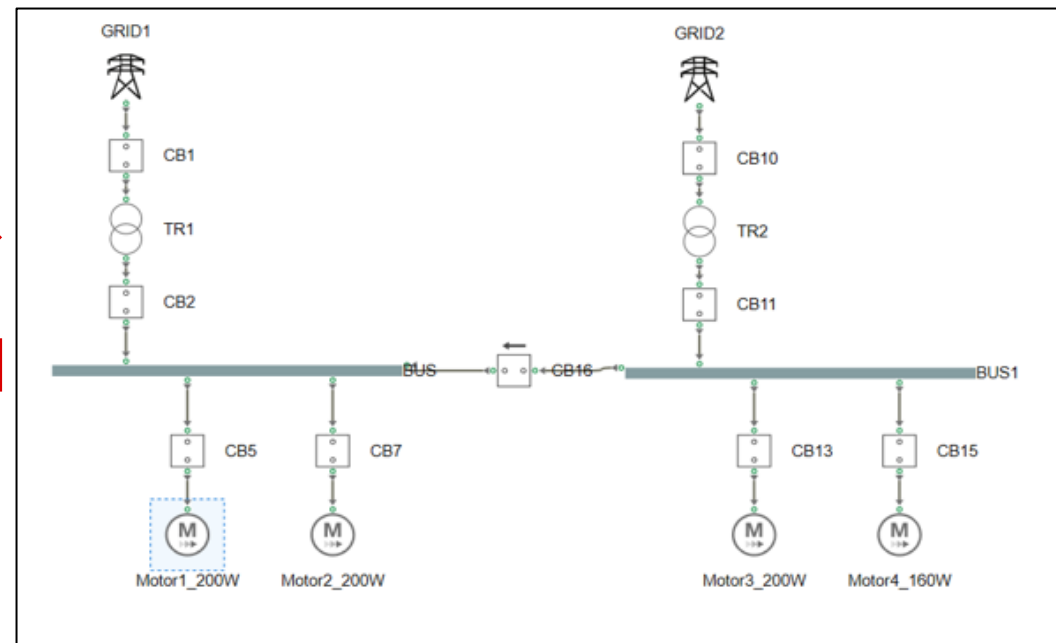 GRID1
GRID2
CB1
CB10
TR1
TR2
CB2
CB11
BUS
CB16
BUS1
CB5
CB7
CB13
CB15
M
M
M
M
Motor1_200W
Motor2_200W
Motor3_200W
Motor4_160W